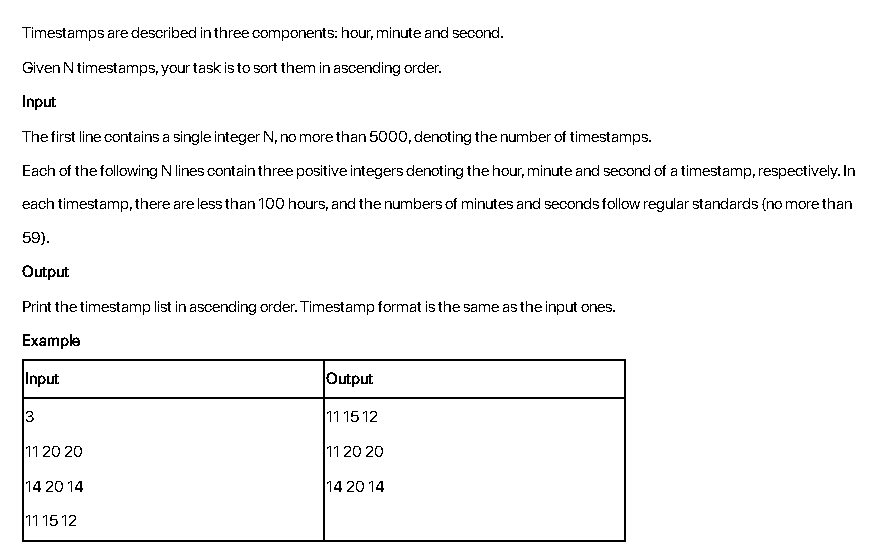 Timestamps are described in three components: hour, minute and second.
Given N timestamps, your task is to sort them in ascending order.
Input
The first line contains a single integer N, no more than 5000, denoting the number of timestamps.
Each of the following N lines contain three positive integers denoting the hour, minute and second of a timestamp, respectively. In
each timestamp, there are less than 100 hours, and the numbers of minutes and seconds follow regular standards (no more than
59).
Output
Print the timestamp list in ascending order. Timestamp format is the same as the input ones.
Example
Input Output
3 11 15 12
11 20 20 11 20 20
14 20 14 14 20 14
11 15 12